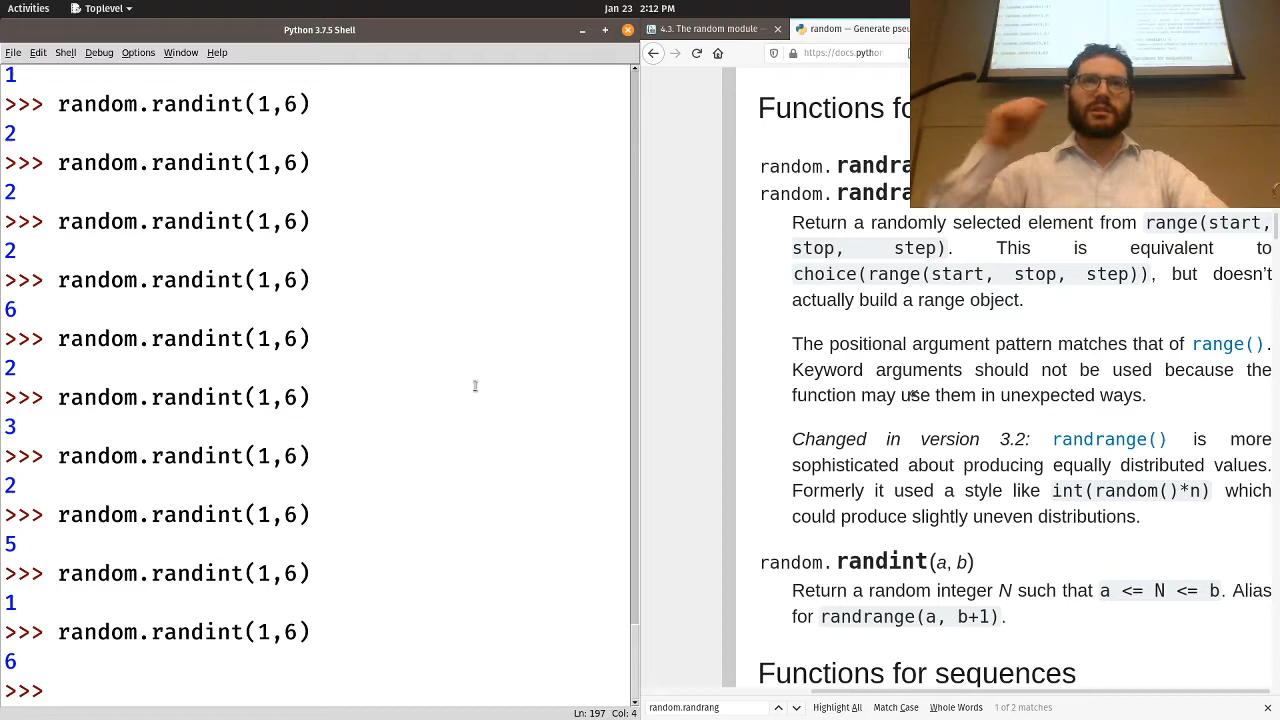 Activities Toplevel Jan 23 2:12 PM
Python 3.7.5 Shell
File Edit Shell Debug Options Window Help
1
>>> random.randint(1,6)
2
>>> random.randint(1,6)
2
>>> random.randint(1,6)
2
>>> random.randint(1,6)
6
>>> random.randint(1,6)
2
>>> random.randint(1,6)
3
>>> random.randint(1,6)
2
>>> random.randint(1,6)
5
>>> random.randint(1,6)
1
>>> random.randint(1,6)
6
>>>
Ln: 197 Col: 4
4.3. The random module —
random — Generate pseu
https://docs.pytho
Functions
random.
random.
Return a randomly selected element from range(start,
stop, step). This is equivalent to
choice(range(start, stop, step)), but doesn’t
actually build a range object.
The positional argument pattern matches that of range().
Keyword arguments should not be used because the
function may use them in unexpected ways.
Changed in version 3.2: randrange() is more
sophisticated about producing equally distributed values.
Formerly it used a style like int(random()*n) which
could produce slightly uneven distributions.
random.randint(a, b)
Return a random integer N such that a <= N <= b. Alias
for randrange(a, b+1).
Functions for sequences
random.randrang Highlight All Match Case Whole Words 1 of 2 matches